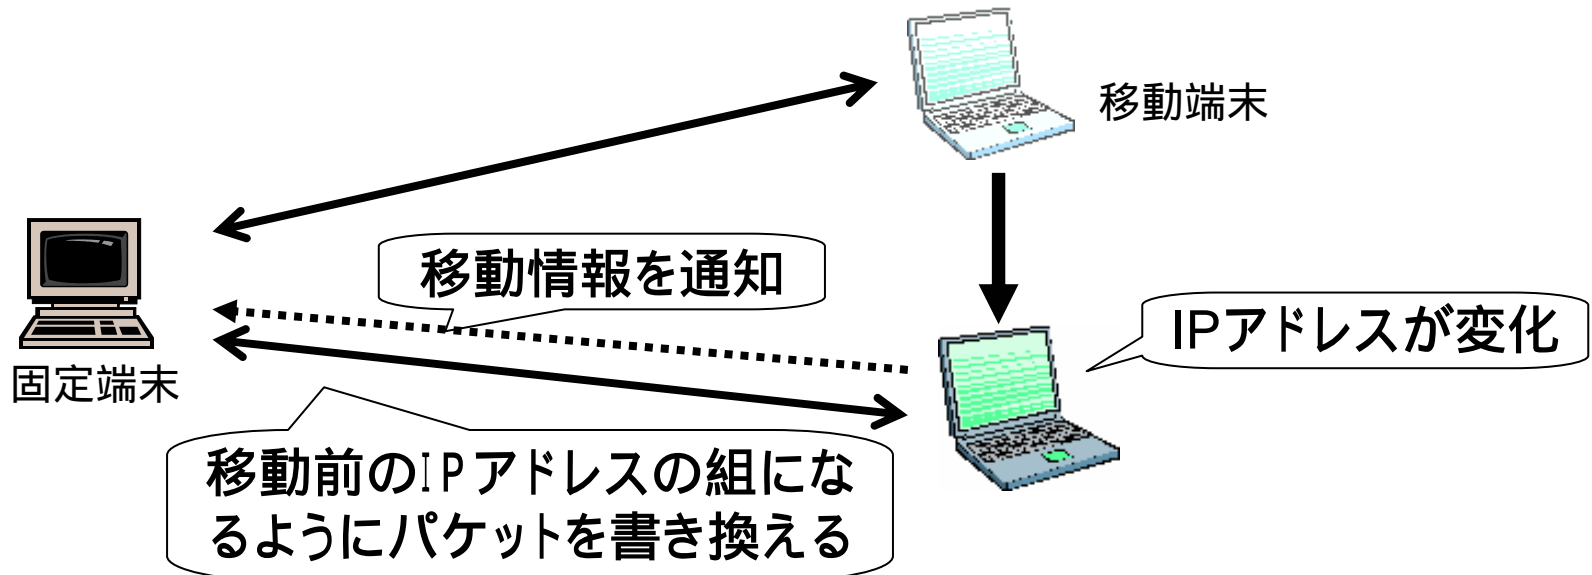 移動端末
移動情報を通知
IPアドレスが変化
固定端末
移動前のIPアドレスの組にな
るようにパケットを書き換える